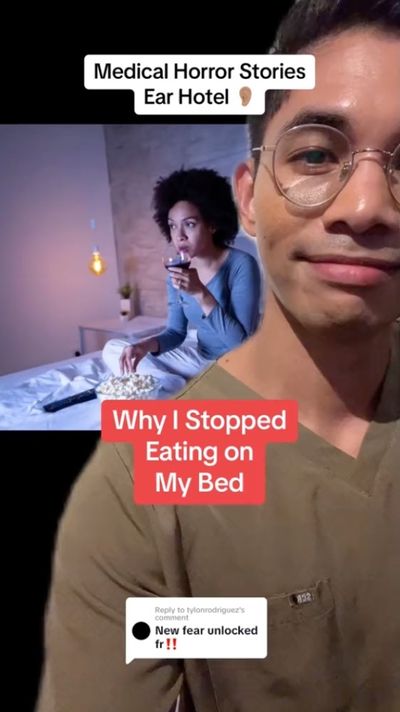 Medical Horror Stories
Ear Hotel 👂🏽
Why I Stopped
Eating on
My Bed
Reply to tylonrodriguez's
comment
New fear unlocked
fr‼️